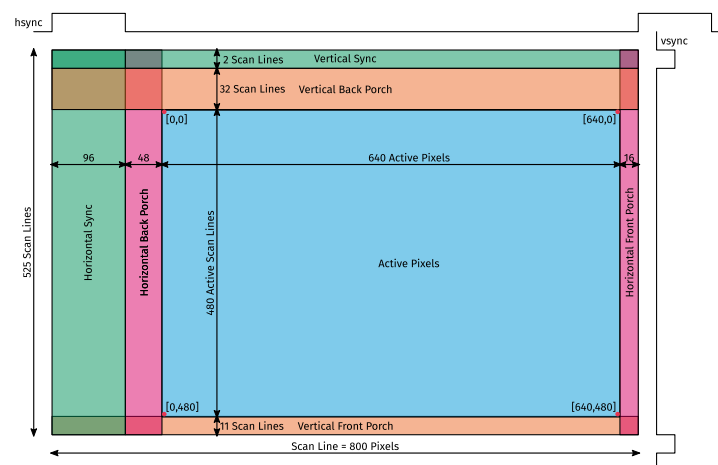 hsync
vsync
2 Scan Lines
Vertical Sync
32 Scan Lines
Vertical Back Porch
[0,0]
[640,0]
96
48
640 Active Pixels
16
525 Scan Lines
Horizontal Sync
Horizontal Back Porch
480 Active Scan Lines
Active Pixels
Horizontal Front Porch
[0,480]
[640,480]
11 Scan Lines
Vertical Front Porch
Scan Line = 800 Pixels